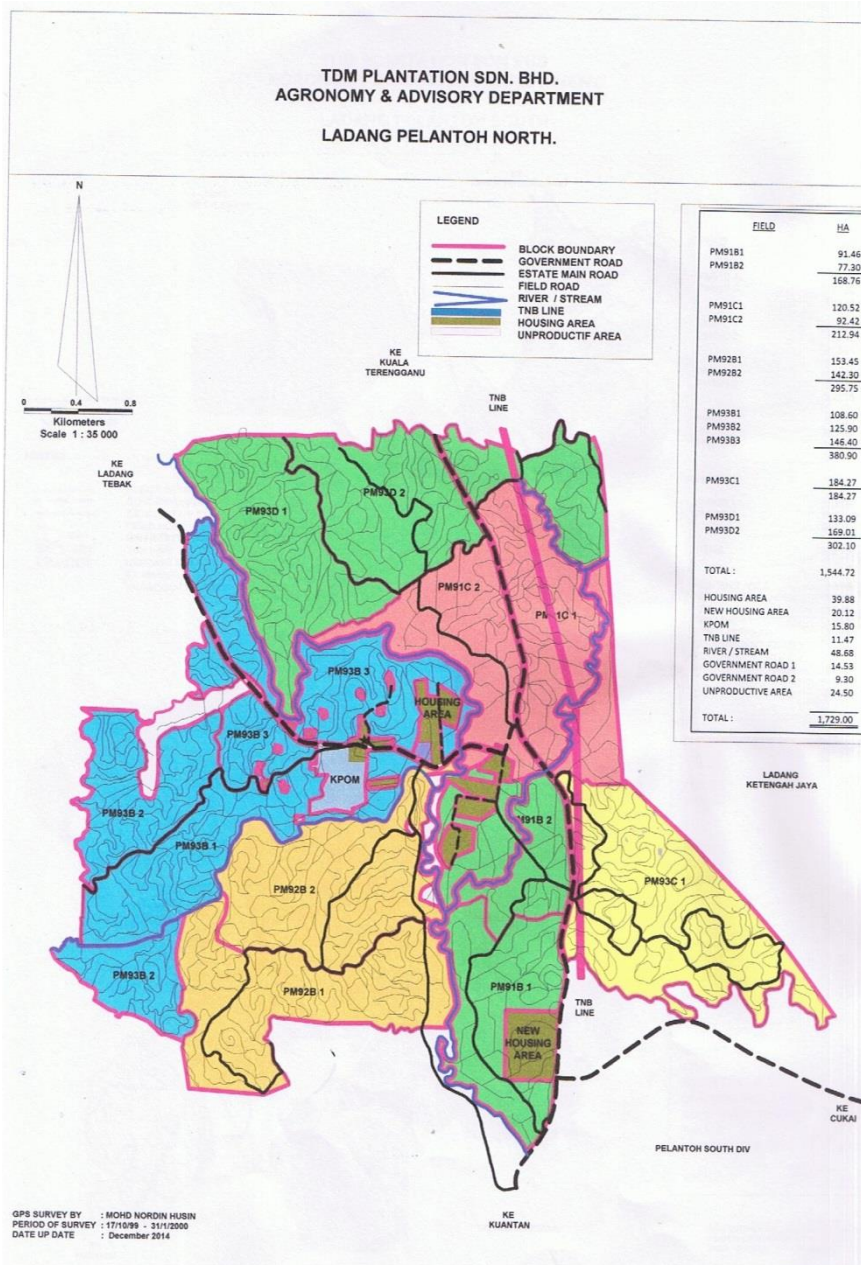 TDM PLANTATION SDN. BHD.
AGRONOMY & ADVISORY DEPARTMENT
LADANG PELANTOH NORTH.
N
0 0.4 0.8
Kilometers
Scale 1 : 35 000
LEGEND
BLOCK BOUNDARY
GOVERNMENT ROAD
ESTATE MAIN ROAD
FIELD ROAD
RIVER / STREAM
TNB LINE
HOUSING AREA
UNPRODUCTIF AREA
FIELD HA
PM91B1 91.46
PM91B2 77.30
168.76
PM91C1 120.52
PM91C2 92.42
212.94
PM92B1 153.45
PM92B2 142.30
295.75
PM93B1 108.60
PM93B2 125.90
PM93B3 146.40
380.90
PM93C1 184.27
184.27
PM93D1 133.09
PM93D2 169.01
302.10
TOTAL : 1,544.72
HOUSING AREA 39.88
NEW HOUSING AREA 20.12
KPOM 15.80
TNB LINE 11.47
RIVER / STREAM 48.68
GOVERNMENT ROAD 1 14.53
GOVERNMENT ROAD 2 9.30
UNPRODUCTIVE AREA 24.50
TOTAL : 1,729.00
KE
KUALA
TERENGGANU
TNB
LINE
KE
LADANG
TEBAK
PM93D 2
PM93D 1
PM91C 2
PM91C 1
PM93B 3
HOUSING
AREA
PM93B 3
KPOM
LADANG
KETENGAH JAYA
PM93B 2
PM91B 2
PM93B 1
PM92B 2
PM93C 1
PM93B 2
PM92B 1
PM91B 1
TNB
LINE
NEW
HOUSING
AREA
KE
CUKAI
PELANTOH SOUTH DIV
KE
KUANTAN
GPS SURVEY BY : MOHD NORDIN HUSIN
PERIOD OF SURVEY : 17/10/99 - 31/1/2000
DATE UP DATE : December 2014